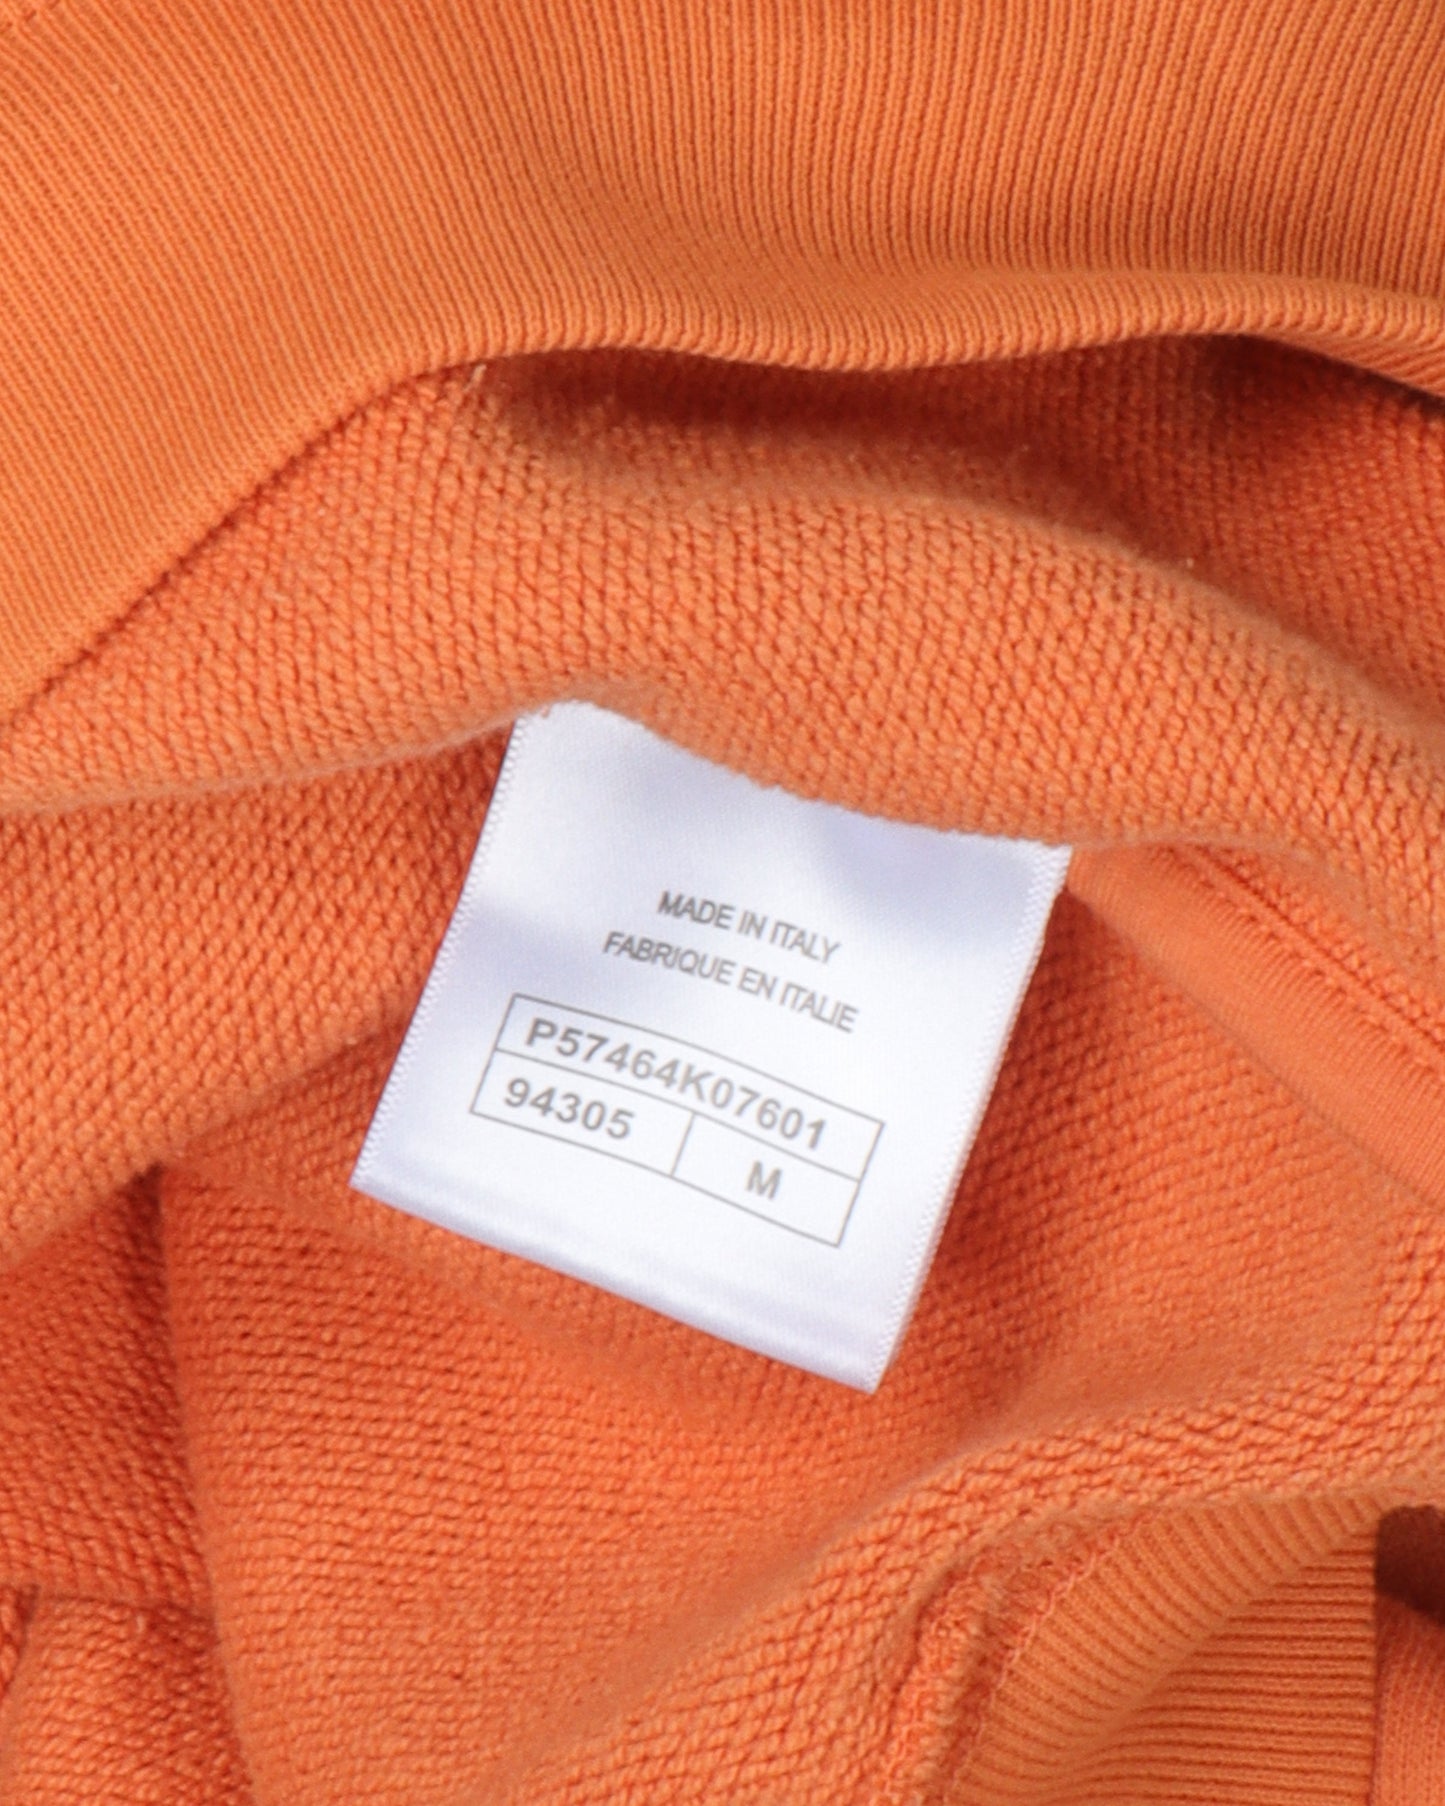 MADE IN ITALY
FABRIQUE EN ITALIE
P57464K07601
94305 M